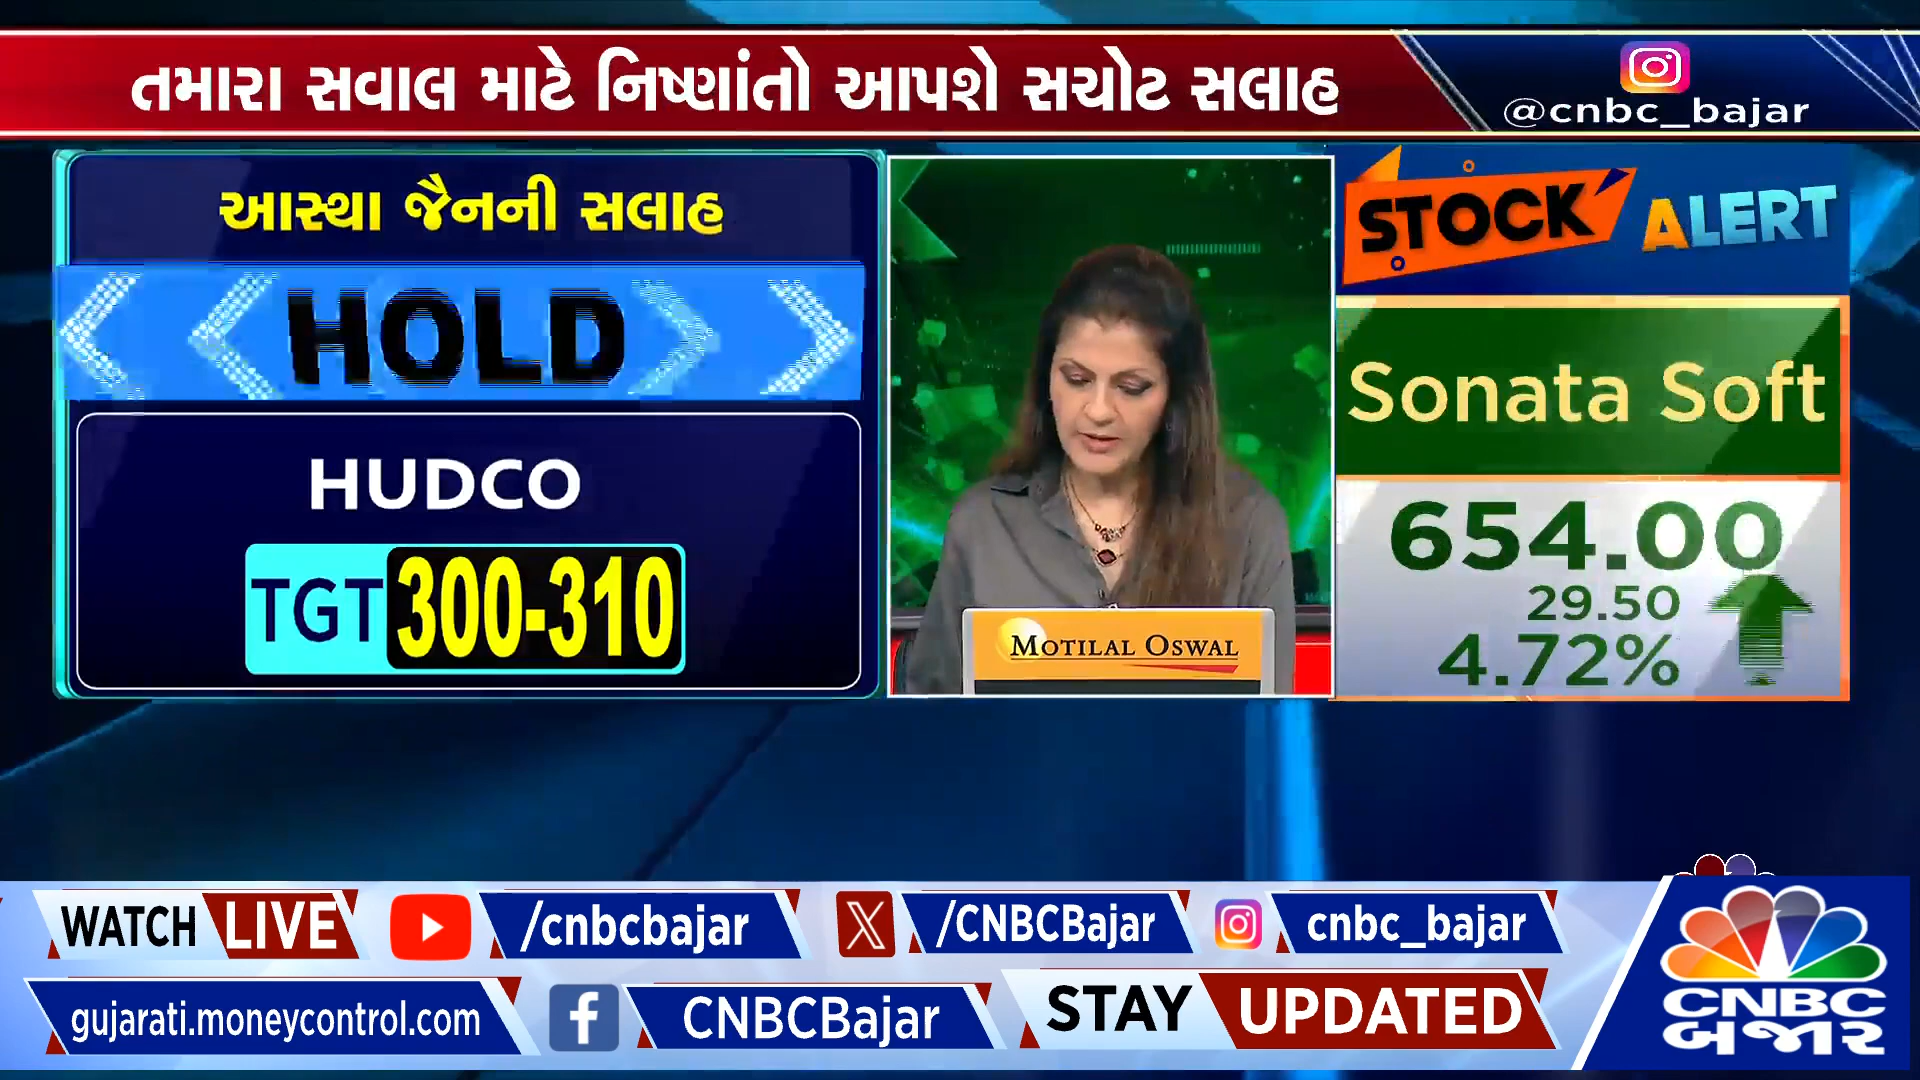 તમારા સવાલ માટે નિષ્ણાંતો આપશે સચોટ સલાહ
@cnbc_bajar
આસ્થા જૈનની સલાહ
HOLD
HUDCO
TGT 300-310
MOTILAL OSWAL
STOCK ALERT
Sonata Soft
654.00
29.50
4.72%
WATCH LIVE
/cnbcbajar
/CNBCBajar
cnbc_bajar
gujarati.moneycontrol.com
CNBCBajar
STAY UPDATED
CNBC
બજાર